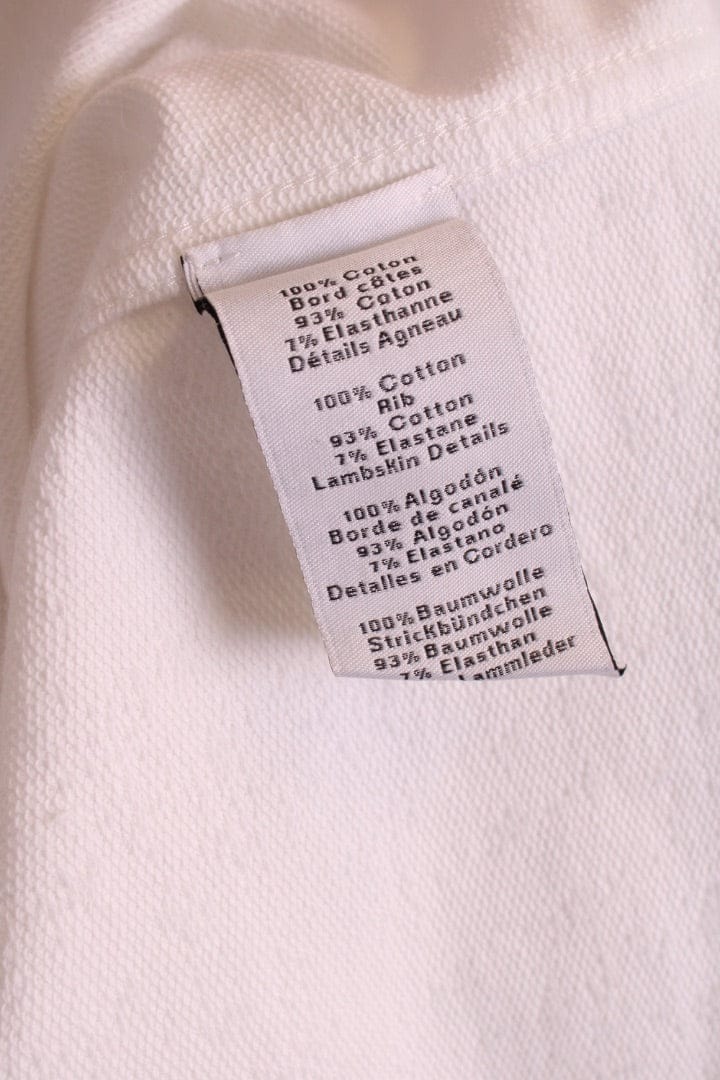 100% Coton
Bord côtes
93% Coton
7% Elasthanne
Détails Agneau
100% Cotton
Rib
93% Cotton
7% Elastane
Lambskin Details
100% Algodón
Borde de canalé
93% Algodón
7% Elastano
Detalles en Cordero
100% Baumwolle
Strickbündchen
93% Baumwolle
7% Elasthan
Lammleder